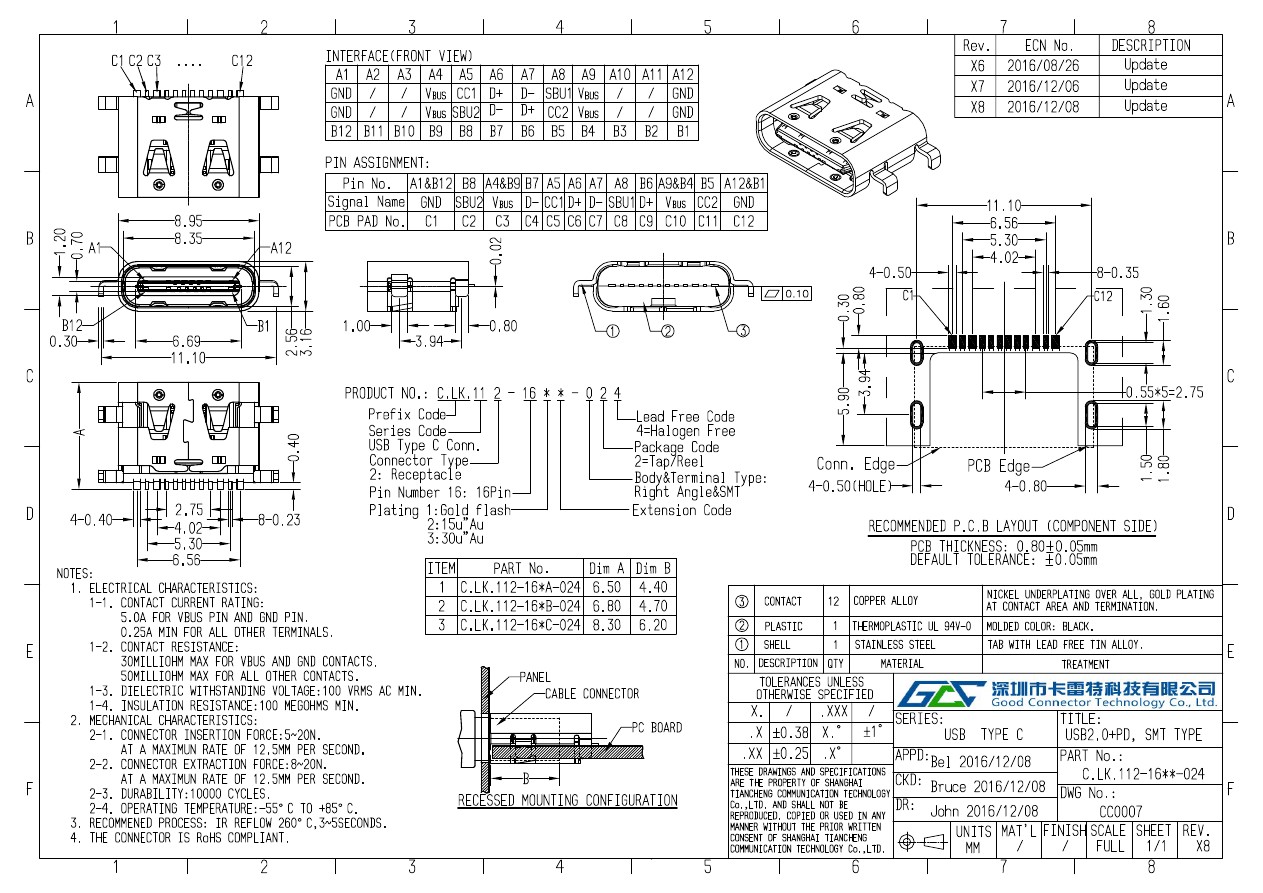 1 2 3 4 5 6 7 8
A B C D E F
C1 C2 C3 .... C12
INTERFACE(FRONT VIEW)
A1 A2 A3 A4 A5 A6 A7 A8 A9 A10 A11 A12
GND / / VBUS CC1 D+ D- SBU1 VBUS / / GND
GND / / VBUS SBU2 D- D+ CC2 VBUS / / GND
B12 B11 B10 B9 B8 B7 B6 B5 B4 B3 B2 B1
PIN ASSIGNMENT:
Pin No. A1&B12 B8 A4&B9 B7 A5 A6 A7 A8 B6 A9&B4 B5 A12&B1
Signal Name GND SBU2 VBUS D- CC1 D+ D- SBU1 D+ VBUS CC2 GND
PCB PAD No. C1 C2 C3 C4 C5 C6 C7 C8 C9 C10 C11 C12
Rev. ECN No. DESCRIPTION
X6 2016/08/26 Update
X7 2016/12/06 Update
X8 2016/12/08 Update
8.95
8.35
1.20
0.70
A1
A12
B12
B1
0.30
6.69
11.10
2.56
3.16
0.02
1.00
3.94
0.80
0.10
① ② ③
11.10
6.56
5.30
4.02
4-0.50
8-0.35
C1
C12
0.30
0.80
1.30
1.60
5.90
3.94
0.55*5=2.75
Conn. Edge
PCB Edge
4-0.50(HOLE)
4-0.80
1.50
1.80
RECOMMENDED P.C.B LAYOUT (COMPONENT SIDE)
PCB THICKNESS: 0.80±0.05mm
DEFAULT TOLERANCE: ±0.05mm
A
0.40
4-0.40
2.75
8-0.23
4.02
5.30
6.56
PRODUCT NO.: C.LK.11 2 - 16 * * - 0 2 4
Prefix Code
Series Code
USB Type C Conn.
Connector Type
2: Receptacle
Pin Number 16: 16Pin
Plating 1:Gold flash
2:15u"Au
3:30u"Au
Lead Free Code
4=Halogen Free
Package Code
2=Tap/Reel
Body&Terminal Type:
Right Angle&SMT
Extension Code
ITEM PART No. Dim A Dim B
1 C.LK.112-16*A-024 6.50 4.40
2 C.LK.112-16*B-024 6.80 4.70
3 C.LK.112-16*C-024 8.30 6.20
NOTES:
1. ELECTRICAL CHARACTERISTICS:
1-1. CONTACT CURRENT RATING:
5.0A FOR VBUS PIN AND GND PIN.
0.25A MIN FOR ALL OTHER TERMINALS.
1-2. CONTACT RESISTANCE:
30MILLIOHM MAX FOR VBUS AND GND CONTACTS.
50MILLIOHM MAX FOR ALL OTHER CONTACTS.
1-3. DIELECTRIC WITHSTANDING VOLTAGE:100 VRMS AC MIN.
1-4. INSULATION RESISTANCE:100 MEGOHMS MIN.
2. MECHANICAL CHARACTERISTICS:
2-1. CONNECTOR INSERTION FORCE:5~20N.
AT A MAXIMUN RATE OF 12.5MM PER SECOND.
2-2. CONNECTOR EXTRACTION FORCE:8~20N.
AT A MAXIMUN RATE OF 12.5MM PER SECOND.
2-3. DURABILITY:10000 CYCLES.
2-4. OPERATING TEMPERATURE:-55°C TO +85°C.
3. RECOMMENED PROCESS: IR REFLOW 260°C,3~5SECONDS.
4. THE CONNECTOR IS RoHS COMPLIANT.
PANEL
CABLE CONNECTOR
PC BOARD
B
RECESSED MOUNTING CONFIGURATION
③ CONTACT 12 COPPER ALLOY NICKEL UNDERPLATING OVER ALL, GOLD PLATING AT CONTACT AREA AND TERMINATION.
② PLASTIC 1 THERMOPLASTIC UL 94V-0 MOLDED COLOR: BLACK.
① SHELL 1 STAINLESS STEEL TAB WITH LEAD FREE TIN ALLOY.
NO. DESCRIPTION QTY MATERIAL TREATMENT
TOLERANCES UNLESS
OTHERWISE SPECIFIED
X. / .XXX /
.X ±0.38 X.° ±1°
.XX ±0.25 .X°
THESE DRAWINGS AND SPECIFICATIONS
ARE THE PROPERTY OF SHANGHAI
TIANCHENG COMMUNICATION TECHNOLOGY
Co.,LTD. AND SHALL NOT BE
REPRODUCED. COPIED OR USED IN ANY
MANNER WITHOUT THE PRIOR WRITTEN
CONSENT OF SHANGHAI TIANCHENG
COMMUNICATION TECHNOLOGY Co.,LTD.
GCT 深圳市卡雷特科技有限公司
Good Connector Technology Co., Ltd.
SERIES:
USB TYPE C
TITLE:
USB2.0+PD, SMT TYPE
APPD: Bel 2016/12/08
PART No.:
C.LK.112-16**-024
CKD: Bruce 2016/12/08
DWG No.:
CC0007
DR: John 2016/12/08
UNITS MAT'L FINISH SCALE SHEET REV.
MM / / FULL 1/1 X8
1 2 3 4 5 6 7 8
A B C D E F